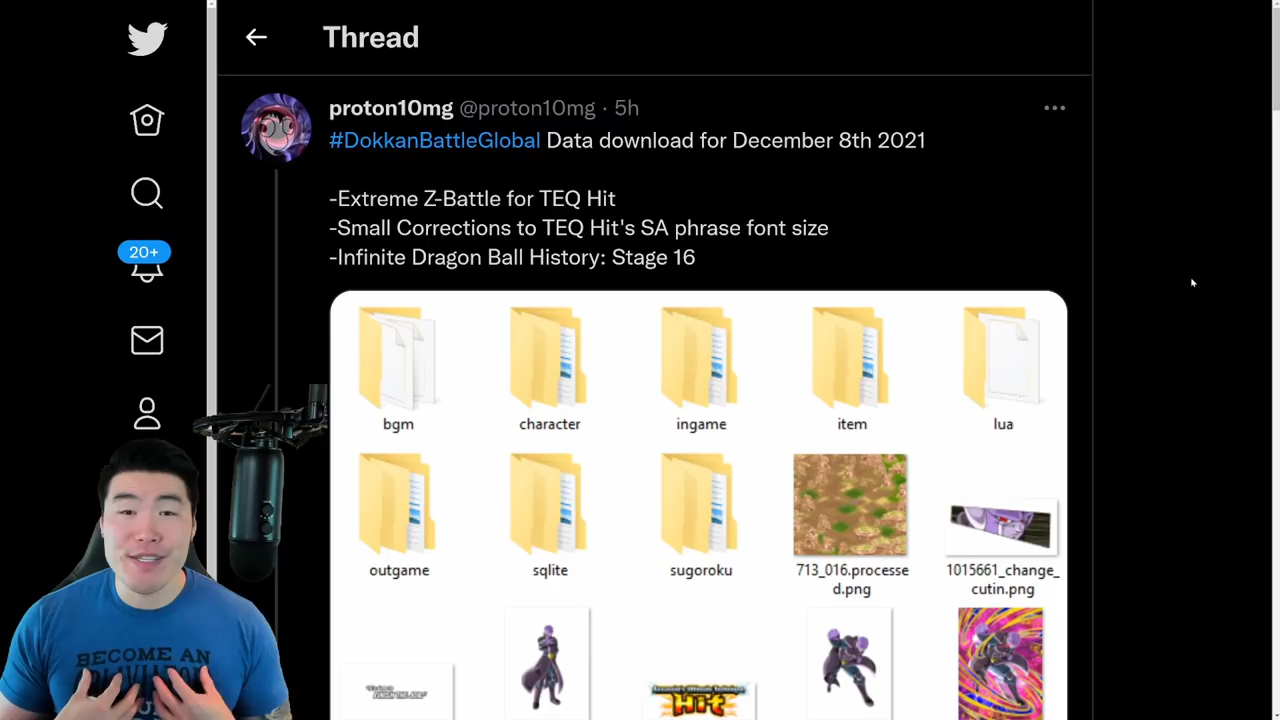 Thread
proton10mg @proton10mg · 5h
#DokkanBattleGlobal Data download for December 8th 2021
-Extreme Z-Battle for TEQ Hit
-Small Corrections to TEQ Hit's SA phrase font size
-Infinite Dragon Ball History: Stage 16
20+
bgm
character
ingame
item
lua
outgame
sqlite
sugoroku
713_016.processe
d.png
1015661_change_
cutin.png
Hit
BECOME AN